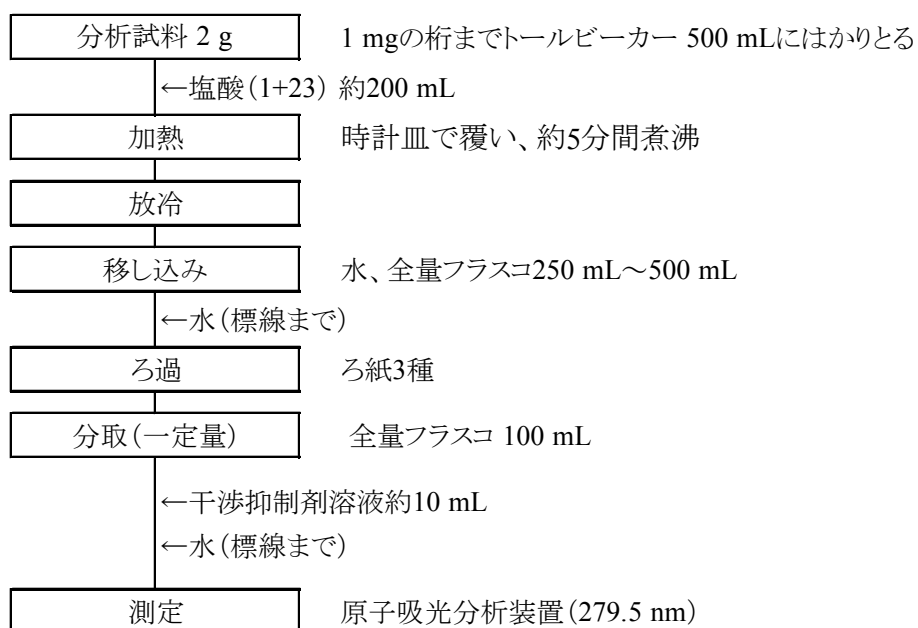 分析試料 2 g 1 mgの桁までトールビーカー 500 mLにはかりとる
←塩酸(1+23) 約200 mL
加熱 時計皿で覆い、約5分間煮沸
放冷
移し込み 水、全量フラスコ250 mL～500 mL
←水(標線まで)
ろ過 ろ紙3種
分取(一定量) 全量フラスコ 100 mL
←干渉抑制剤溶液約10 mL
←水(標線まで)
測定 原子吸光分析装置(279.5 nm)